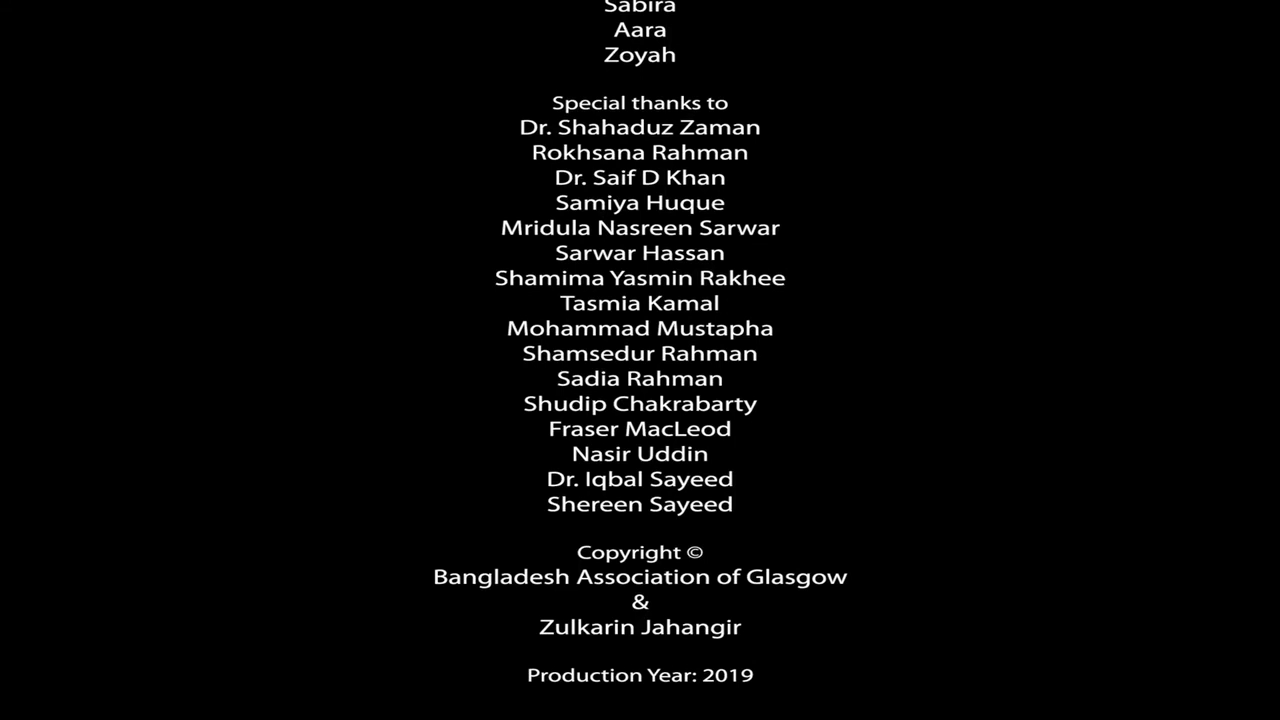 Sabira
Aara
Zoyah
Special thanks to
Dr. Shahaduz Zaman
Rokhsana Rahman
Dr. Saif D Khan
Samiya Huque
Mridula Nasreen Sarwar
Sarwar Hassan
Shamima Yasmin Rakhee
Tasmia Kamal
Mohammad Mustapha
Shamsedur Rahman
Sadia Rahman
Shudip Chakrabarty
Fraser MacLeod
Nasir Uddin
Dr. Iqbal Sayeed
Shereen Sayeed
Copyright ©
Bangladesh Association of Glasgow
&
Zulkarin Jahangir
Production Year: 2019